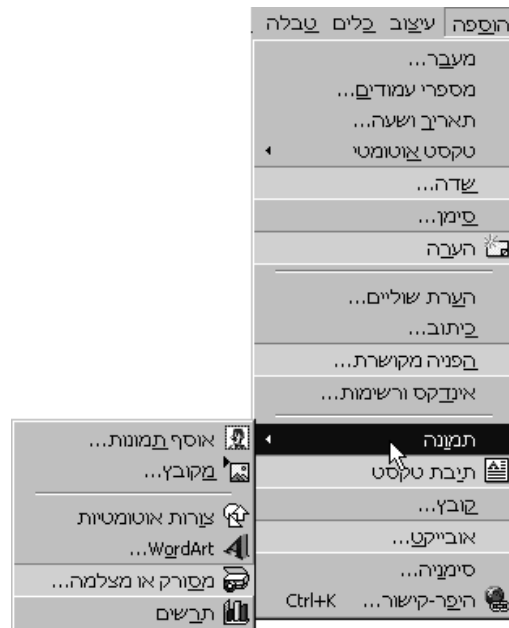 הוספה עיצוב כלים טבלה
מעבר...
מספרי עמודים...
תאריך ושעה...
טקסט אוטומטי
שדה...
סימן...
הערה
הערת שוליים...
כיתוב...
הפניה מקושרת...
אינדקס ורשימות...
תמונה
תיבת טקסט
קובץ...
אובייקט...
סימניה...
היפר-קישור... Ctrl+K
אוסף תמונות...
מקובץ...
צורות אוטומטיות
WordArt...
מסורק או מצלמה...
תרשים